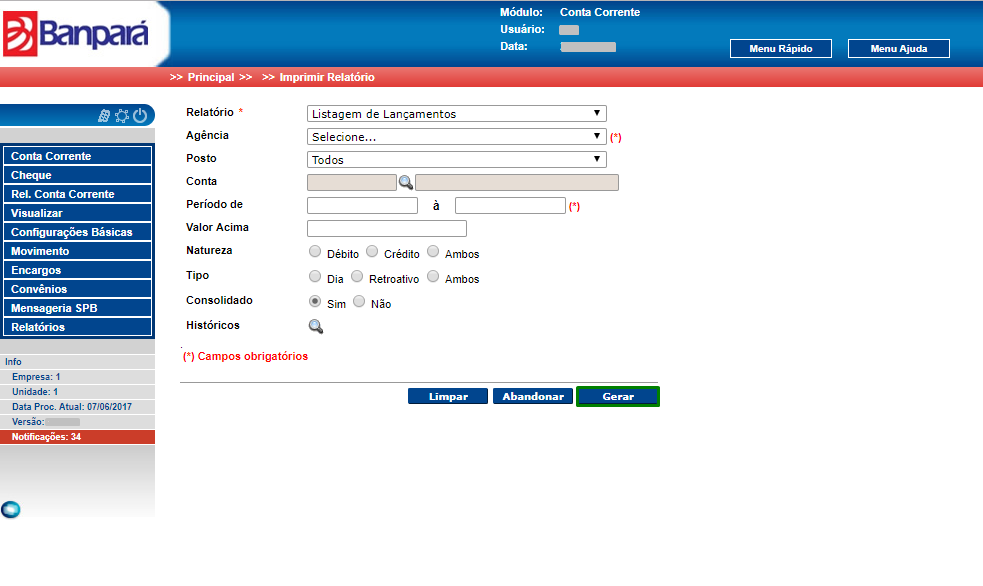 Banpará
Módulo: Conta Corrente
Usuário:
Data:
Menu Rápido
Menu Ajuda
>> Principal >> >> Imprimir Relatório
Conta Corrente
Cheque
Rel. Conta Corrente
Visualizar
Configurações Básicas
Movimento
Encargos
Convênios
Mensageria SPB
Relatórios
Info
Empresa: 1
Unidade: 1
Data Proc. Atual: 07/06/2017
Versão:
Notificações: 34
Relatório * Listagem de Lançamentos
Agência Selecione... (*)
Posto Todos
Conta
Período de à (*)
Valor Acima
Natureza Débito Crédito Ambos
Tipo Dia Retroativo Ambos
Consolidado Sim Não
Históricos
(*) Campos obrigatórios
Limpar Abandonar Gerar